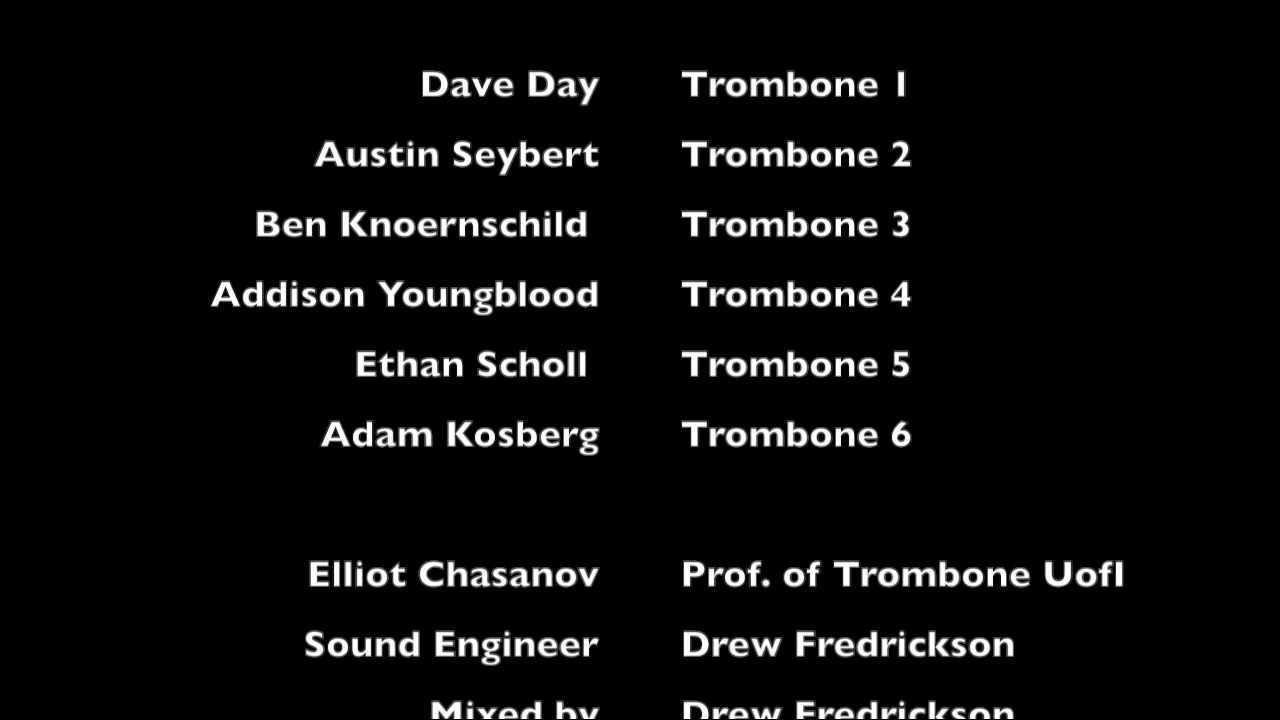 Dave Day Trombone 1
Austin Seybert Trombone 2
Ben Knoernschild Trombone 3
Addison Youngblood Trombone 4
Ethan Scholl Trombone 5
Adam Kosberg Trombone 6
Elliot Chasanov Prof. of Trombone UofI
Sound Engineer Drew Fredrickson
Mixed by Drew Fredrickson